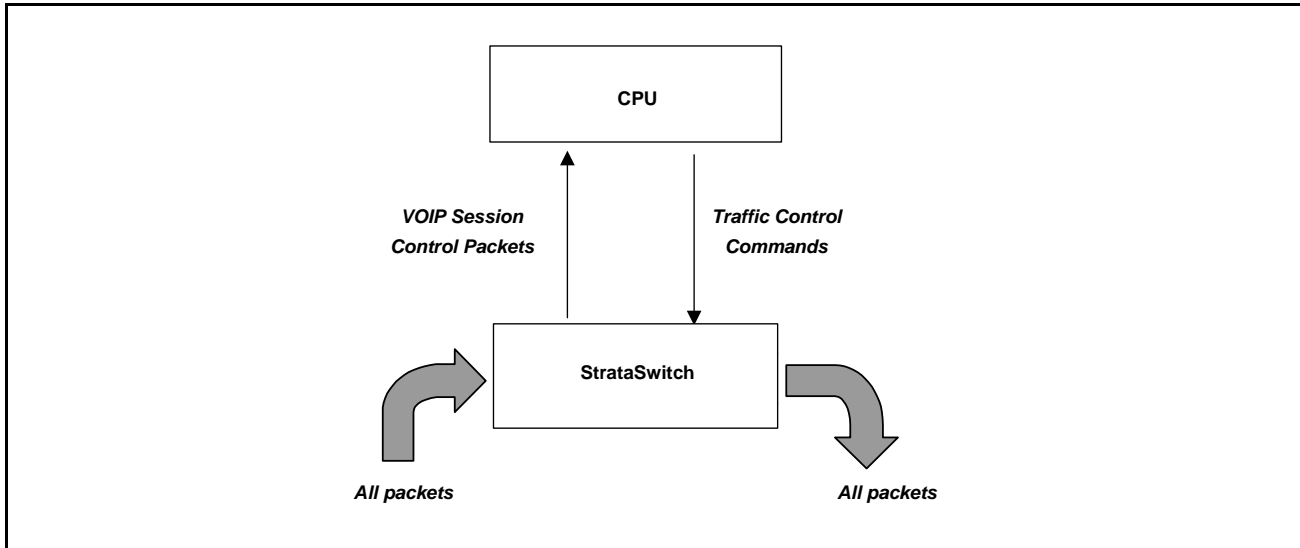 CPU
VOIP Session
Control Packets
Traffic Control
Commands
StrataSwitch
All packets
All packets